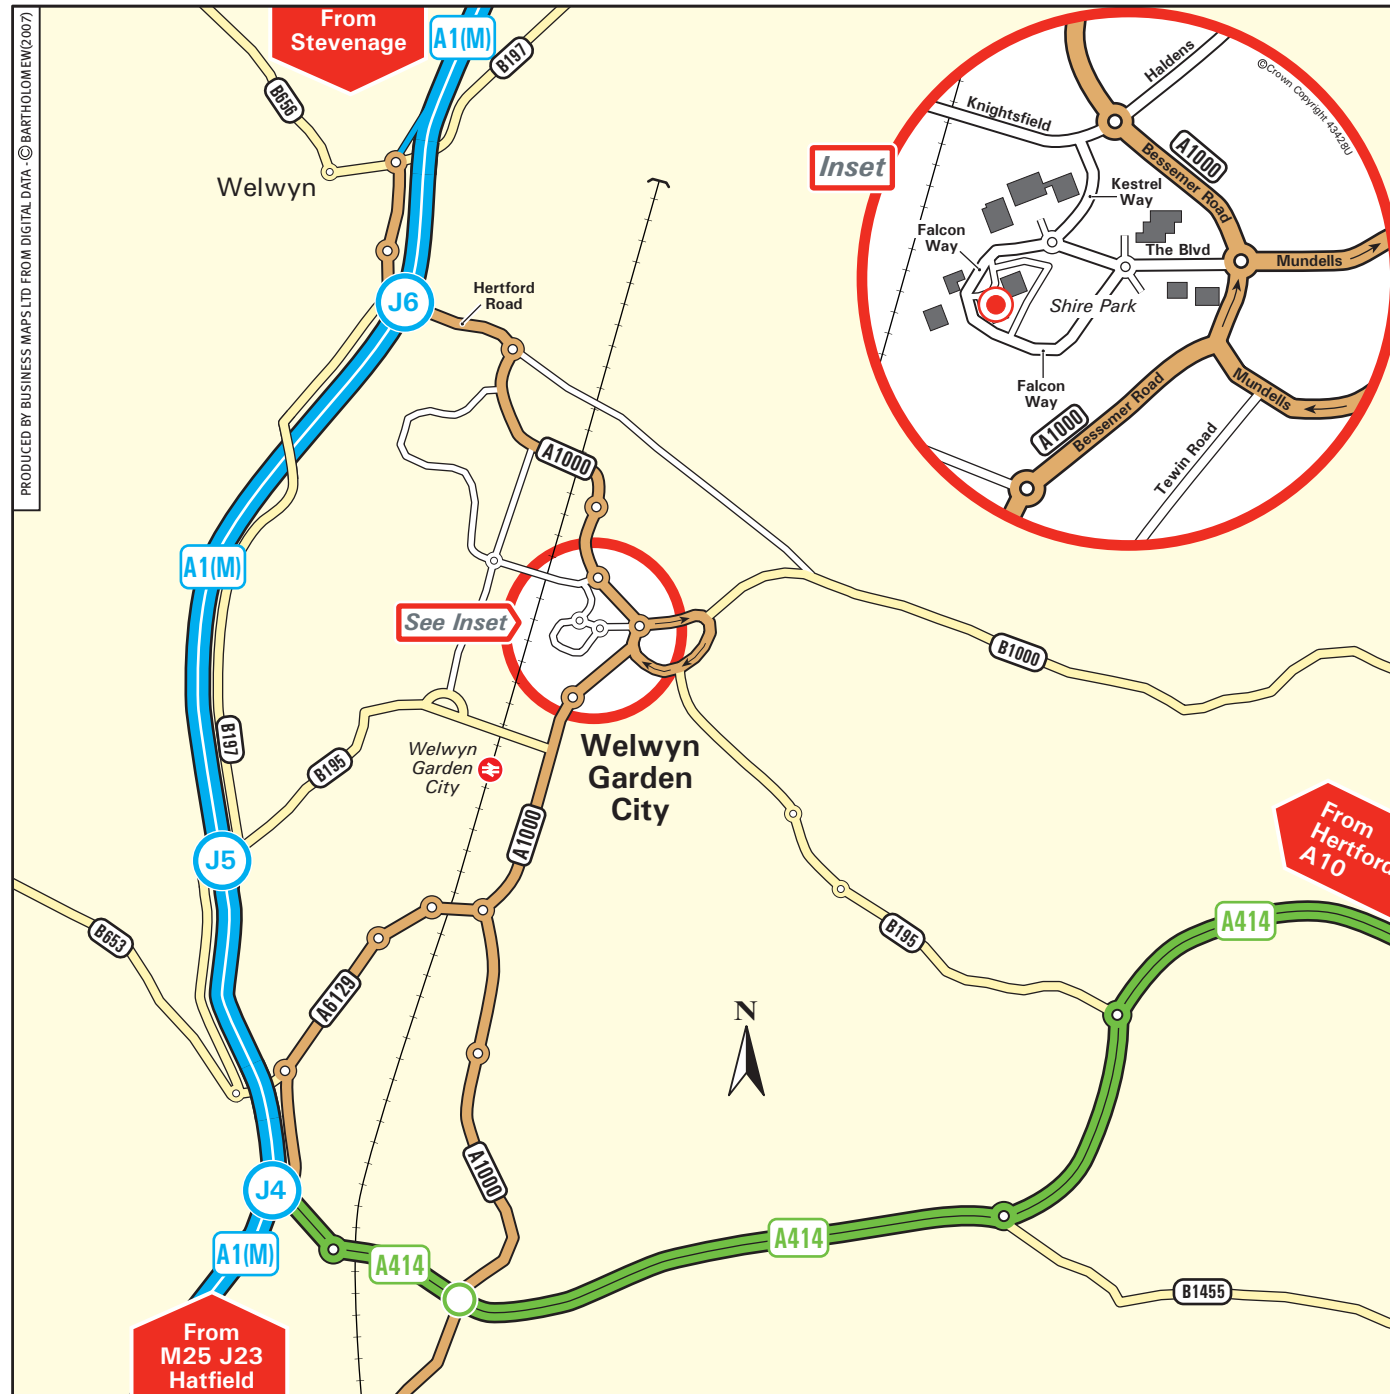 PRODUCED BY BUSINESS MAPS LTD FROM DIGITAL DATA - © BARTHOLOMEW(2007)
From
Stevenage
A1(M)
B197
B656
Welwyn
J6
Hertford
Road
A1000
A1(M)
See Inset
B197
B195
Welwyn
Garden
City
Welwyn
Garden
City
B1000
A1000
J5
B653
A6129
B195
A414
From
Hertford
A10
N
A1000
J4
A1(M)
A414
A414
B1455
From
M25 J23
Hatfield
Inset
©Crown Copyright 43428U
Haldens
Knightsfield
A1000
Bessemer Road
Kestrel
Way
Falcon
Way
The Blvd
Mundells
Shire Park
Falcon
Way
A1000
Bessemer Road
Mundells
Tewin Road